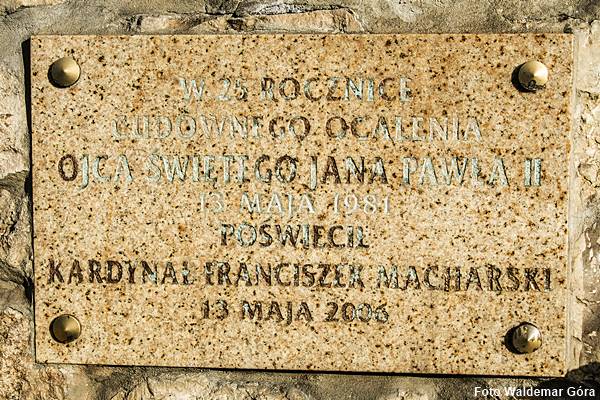 W 25 ROCZNICĘ
CUDOWNEGO OCALENIA
OJCA ŚWIĘTEGO JANA PAWŁA II
13 MAJA 1981
POŚWIĘCIŁ
KARDYNAŁ FRANCISZEK MACHARSKI
13 MAJA 2006
Foto Waldemar Góra